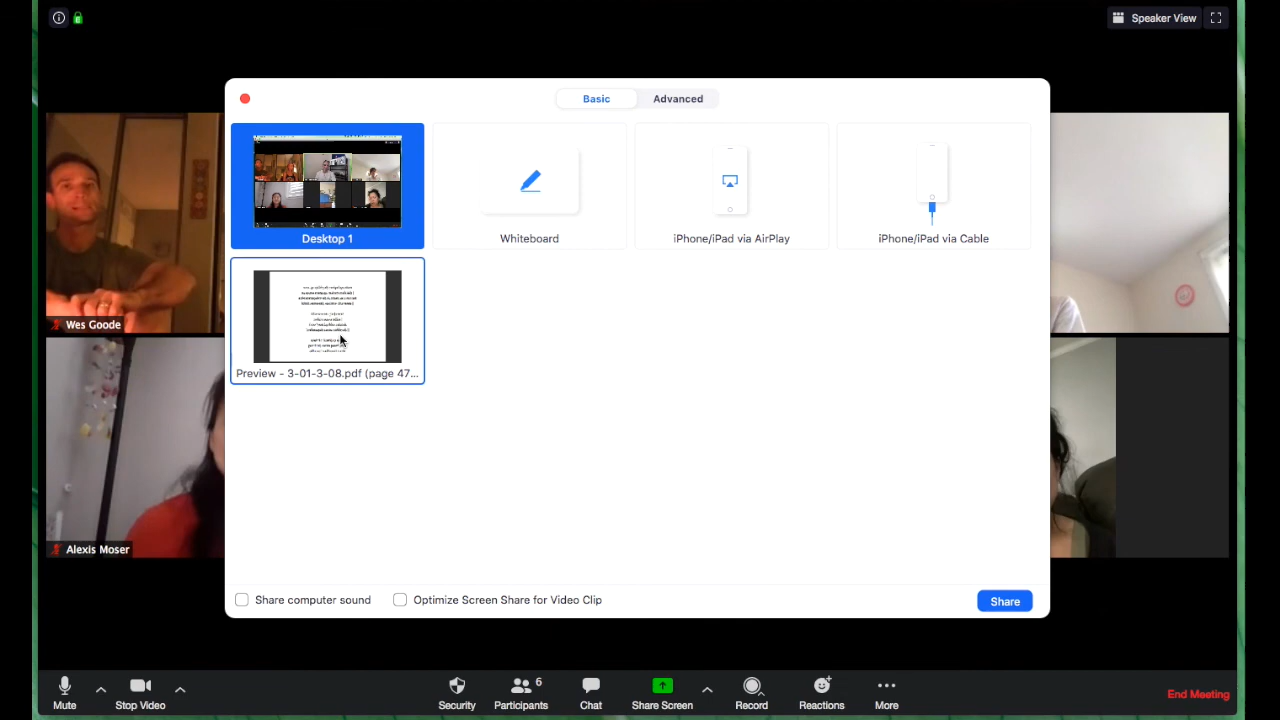 Speaker View
Basic
Advanced
Desktop 1
Whiteboard
iPhone/iPad via AirPlay
iPhone/iPad via Cable
Preview - 3-01-3-08.pdf (page 47...
Wes Goode
Alexis Moser
Share computer sound
Optimize Screen Share for Video Clip
Share
Mute
Stop Video
Security
Participants
6
Chat
Share Screen
Record
Reactions
More
End Meeting